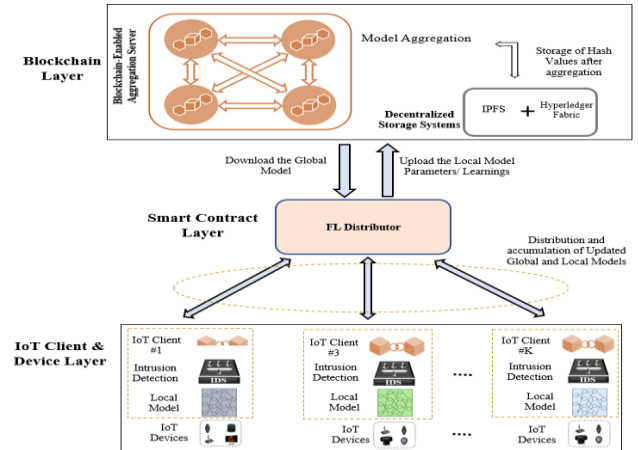 Blockchain
Layer
Blockchain-Enabled
Aggregation Server
Model Aggregation
Storage of Hash
Values after
aggregation
Decentralized
Storage Systems
IPFS
+
Hyperledger
Fabric
Download the Global
Model
Upload the Local Model
Parameters/ Learnings
Smart Contract
Layer
FL Distributor
Distribution and
accumulation of Updated
Global and Local Models
IoT Client &
Device Layer
IoT Client
#1
Intrusion
Detection
IDS
Local
Model
IoT
Devices
IoT Client
#3
Intrusion
Detection
IDS
Local
Model
IoT
Devices
....
....
IoT Client
#K
Intrusion
Detection
IDS
Local
Model
IoT
Devices